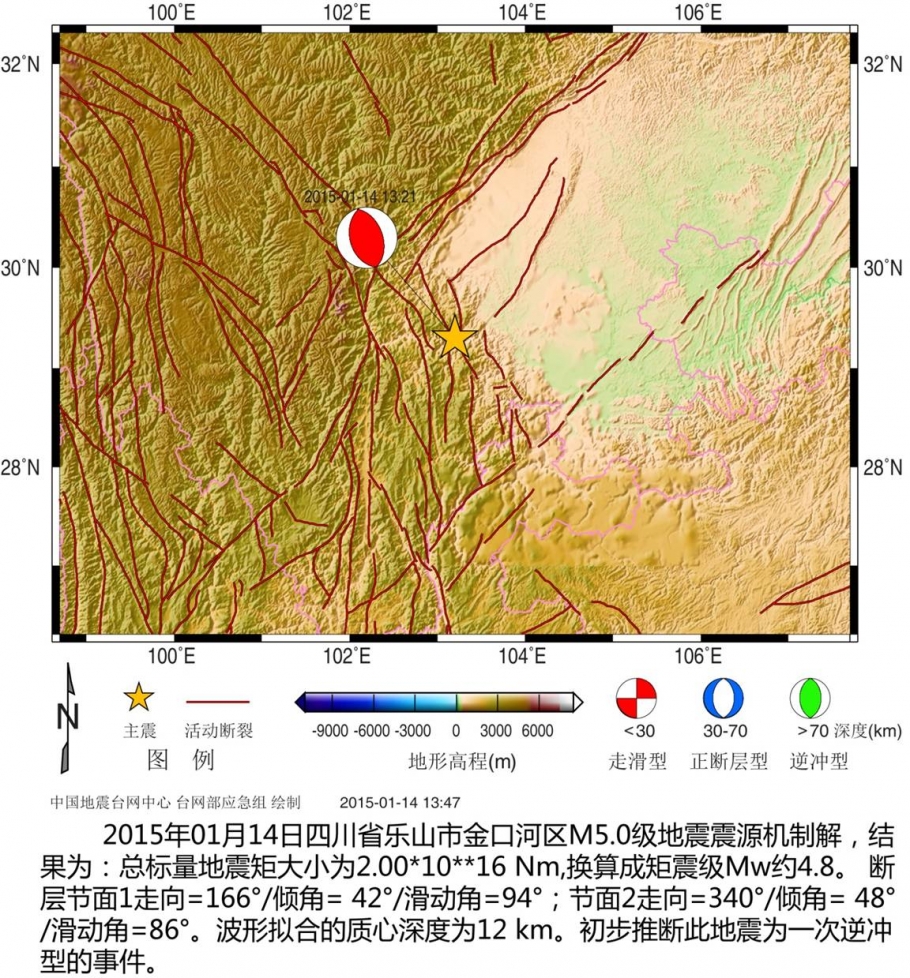 100°E 102°E 104°E 106°E
32°N 32°N
2015-01-14 13:21
30°N 30°N
28°N 28°N
100°E 102°E 104°E 106°E
N
主震 活动断裂
图 例
-9000 -6000 -3000 0 3000 6000
地形高程(m)
<30 30-70 >70 深度(km)
走滑型 正断层型 逆冲型
中国地震台网中心 台网部应急组 绘制 2015-01-14 13:47
2015年01月14日四川省乐山市金口河区M5.0级地震震源机制解，结
果为：总标量地震矩大小为2.00*10**16 Nm,换算成矩震级Mw约4.8。 断
层节面1走向=166°/倾角= 42°/滑动角=94°；节面2走向=340°/倾角= 48°
/滑动角=86°。波形拟合的质心深度为12 km。初步推断此地震为一次逆冲
型的事件。